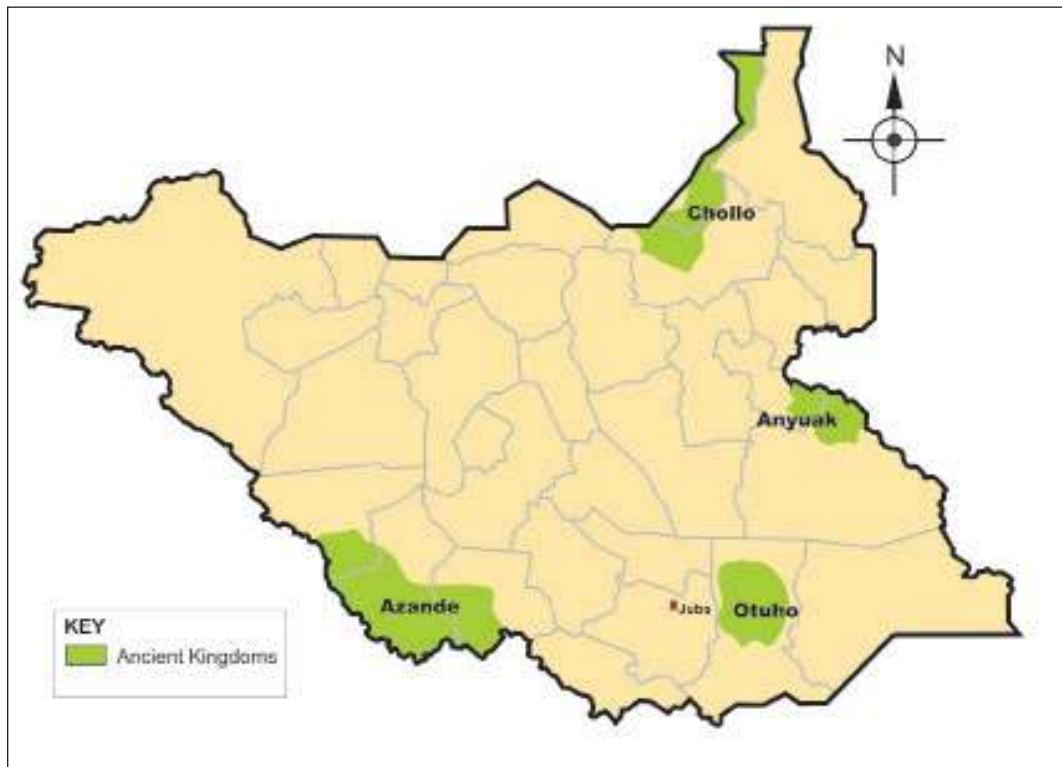 N
Chollo
Anyuak
Azande
Juba
Otuho
KEY
Ancient Kingdoms